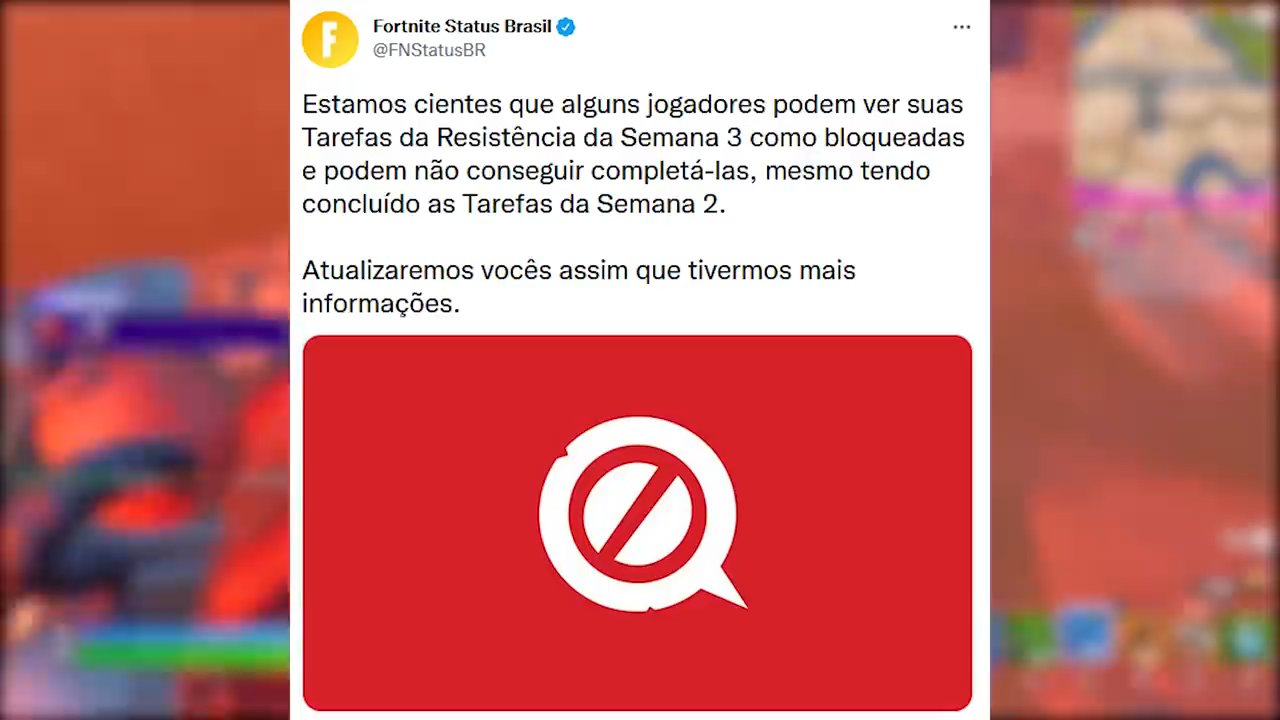 Fortnite Status Brasil
@FNStatusBR
Estamos cientes que alguns jogadores podem ver suas
Tarefas da Resistência da Semana 3 como bloqueadas
e podem não conseguir completá-las, mesmo tendo
concluído as Tarefas da Semana 2.
Atualizaremos vocês assim que tivermos mais
informações.